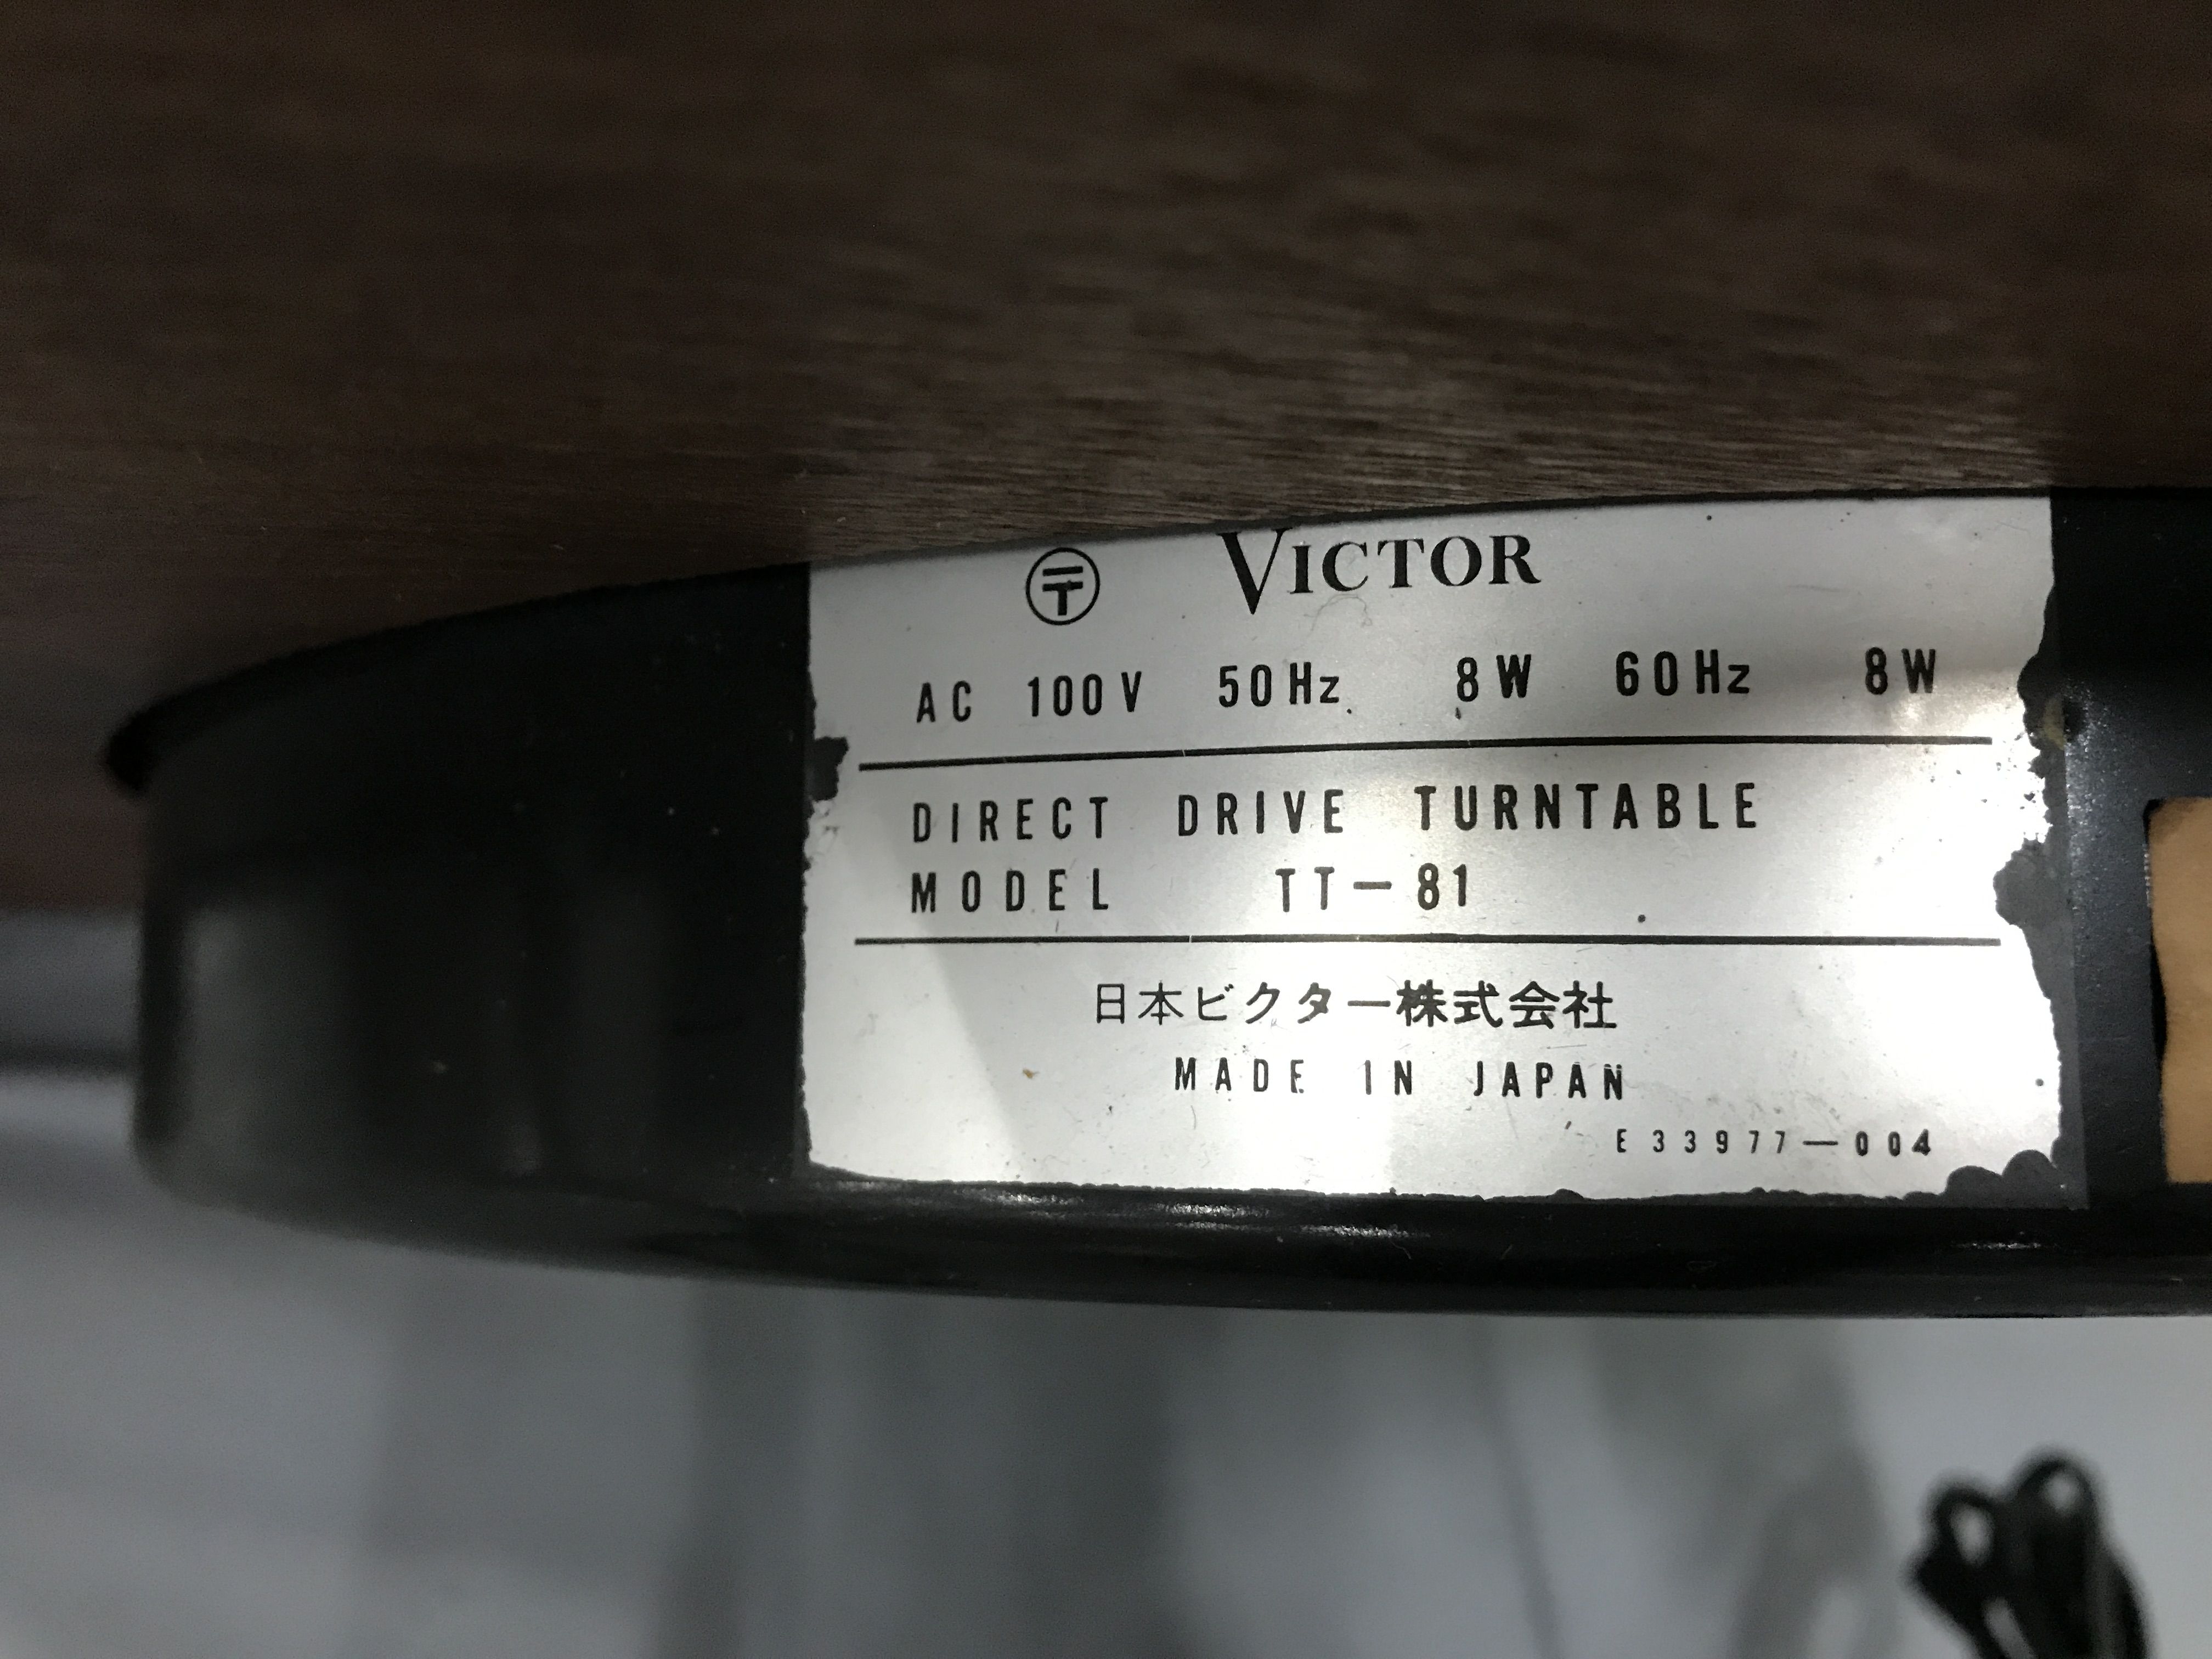 〒 VICTOR
AC 100V 50Hz 8W 60Hz 8W
DIRECT DRIVE TURNTABLE
MODEL TT-81
日本ビクター株式会社
MADE IN JAPAN
E33977-004